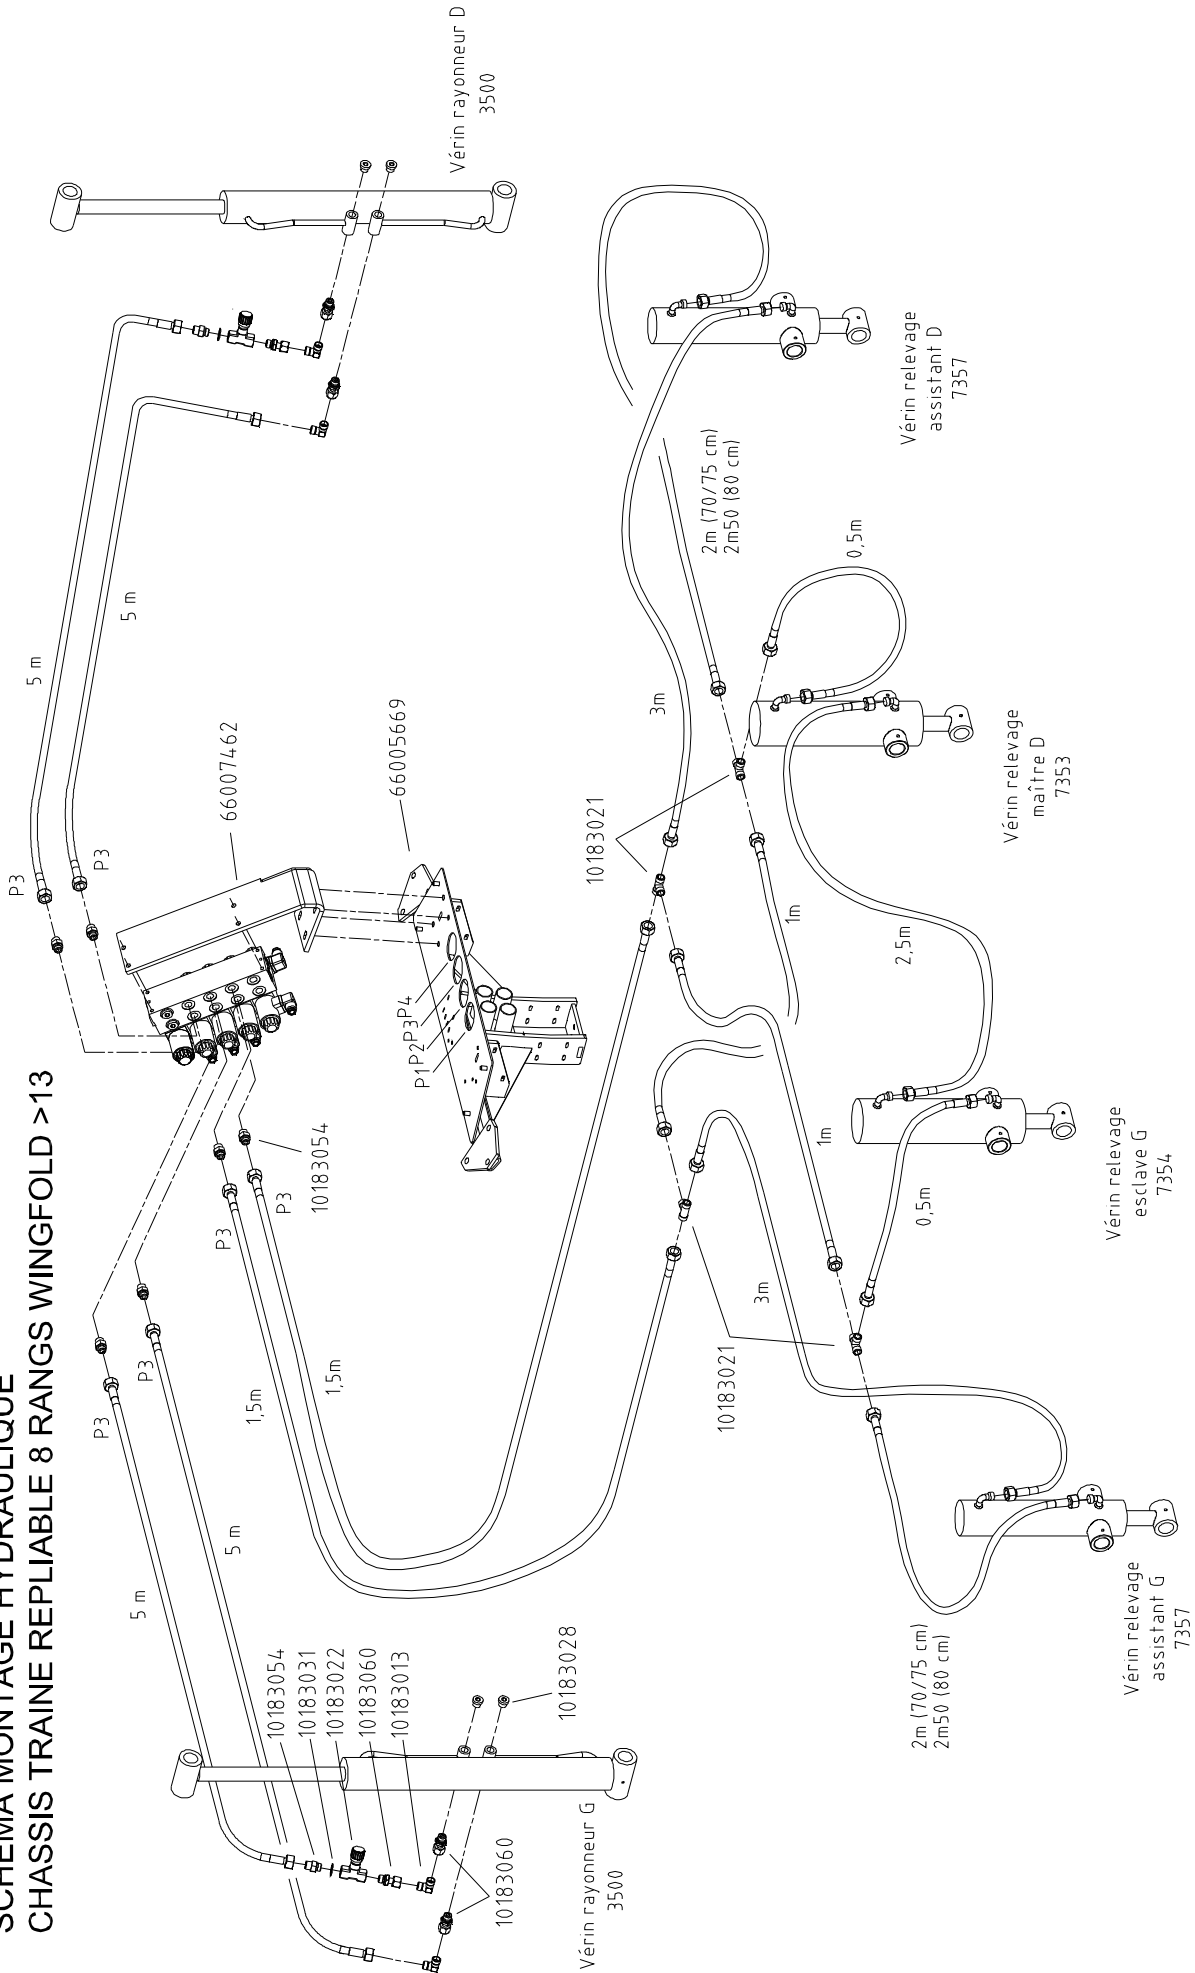 SCHEMA MONTAGE HYDRAULIQUE
CHASSIS TRAINE REPLIABLE 8 RANGS WINGFOLD >13
P3
5 m
P3
5 m
10183054
10183031
10183022
10183060
10183013
10183060
10183028
Vérin rayonneur G
3500
P3
1,5m
P3
1,5m
10183054
P3
5 m
P3
5 m
66007462
66005669
P1
P2
P3
P4
Vérin rayonneur D
3500
10183021
10183021
3m
1m
1m
3m
2m (70/75 cm)
2m50 (80 cm)
2m (70/75 cm)
2m50 (80 cm)
0,5m
2,5m
0,5m
Vérin relevage
assistant G
7357
Vérin relevage
esclave G
7354
Vérin relevage
maître D
7353
Vérin relevage
assistant D
7357